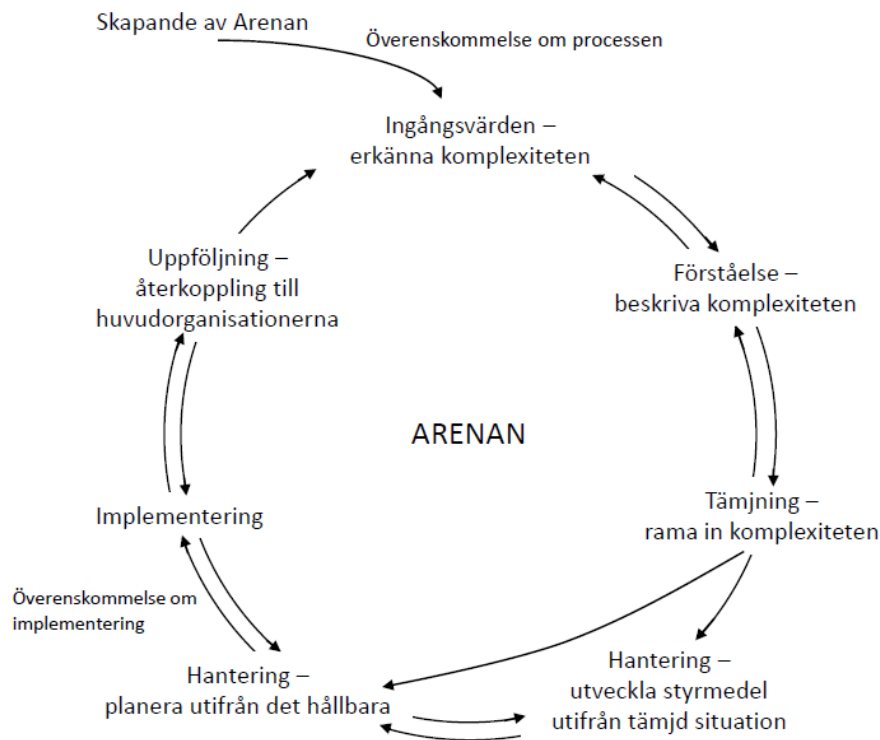 Skapande av Arenan
Överenskommelse om processen
Ingångsvärden –
erkänna komplexiteten
Uppföljning –
återkoppling till
huvudorganisationerna
Förståelse –
beskriva komplexiteten
ARENAN
Implementering
Tämjning –
rama in komplexiteten
Överenskommelse om
implementering
Hantering –
planera utifrån det hållbara
Hantering –
utveckla styrmedel
utifrån tämjd situation